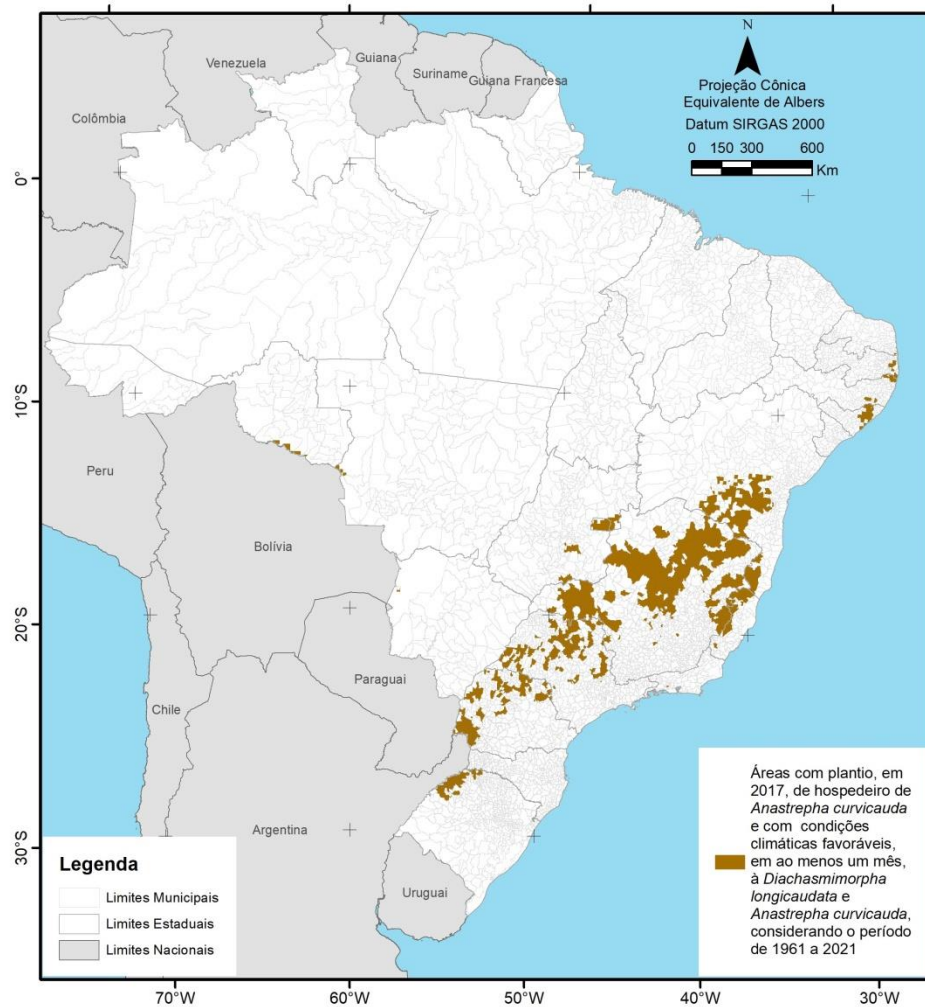 Venezuela
Guiana
Suriname
Guiana Francesa
Colômbia
N
Projeção Cônica
Equivalente de Albers
Datum SIRGAS 2000
0 150 300 600
Km
0°
10°S
20°S
30°S
Peru
Bolívia
Paraguai
Chile
Argentina
Uruguai
Legenda
Limites Municipais
Limites Estaduais
Limites Nacionais
Áreas com plantio, em
2017, de hospedeiro de
Anastrepha curvicauda
e com condições
climáticas favoráveis,
em ao menos um mês,
à Diachasmimorpha
longicaudata e
Anastrepha curvicauda,
considerando o período
de 1961 a 2021
70°W 60°W 50°W 40°W 30°W